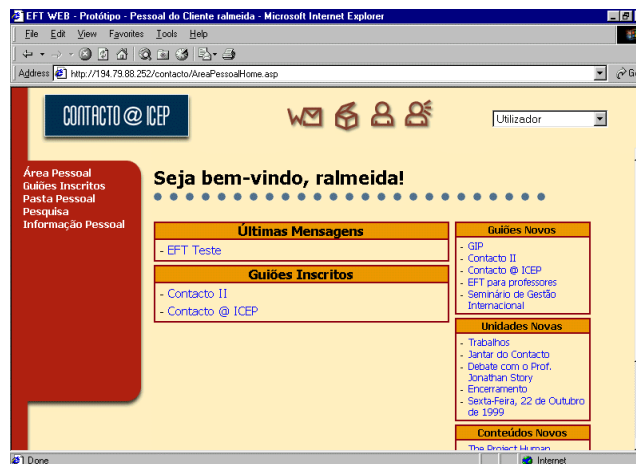 EFT WEB - Protótipo - Pessoal do Cliente ralmeida - Microsoft Internet Explorer
File Edit View Favorites Tools Help
Address http://194.79.88.252/contacto/AreaPessoalHome.asp
CONTACTO @ ICEP
Utilizador
Área Pessoal
Guiões Inscritos
Pasta Pessoal
Pesquisa
Informação Pessoal
Seja bem-vindo, ralmeida!
Últimas Mensagens
- EFT Teste
Guiões Inscritos
- Contacto II
- Contacto @ ICEP
Guiões Novos
- GIP
- Contacto II
- Contacto @ ICEP
- EFT para professores
- Seminário de Gestão
Internacional
Unidades Novas
- Trabalhos
- Jantar do Contacto
- Debate com o Prof.
Jonathan Story
- Encerramento
- Sexta-Feira, 22 de Outubro
de 1999
Conteúdos Novos
- The Project Human
Done
Internet